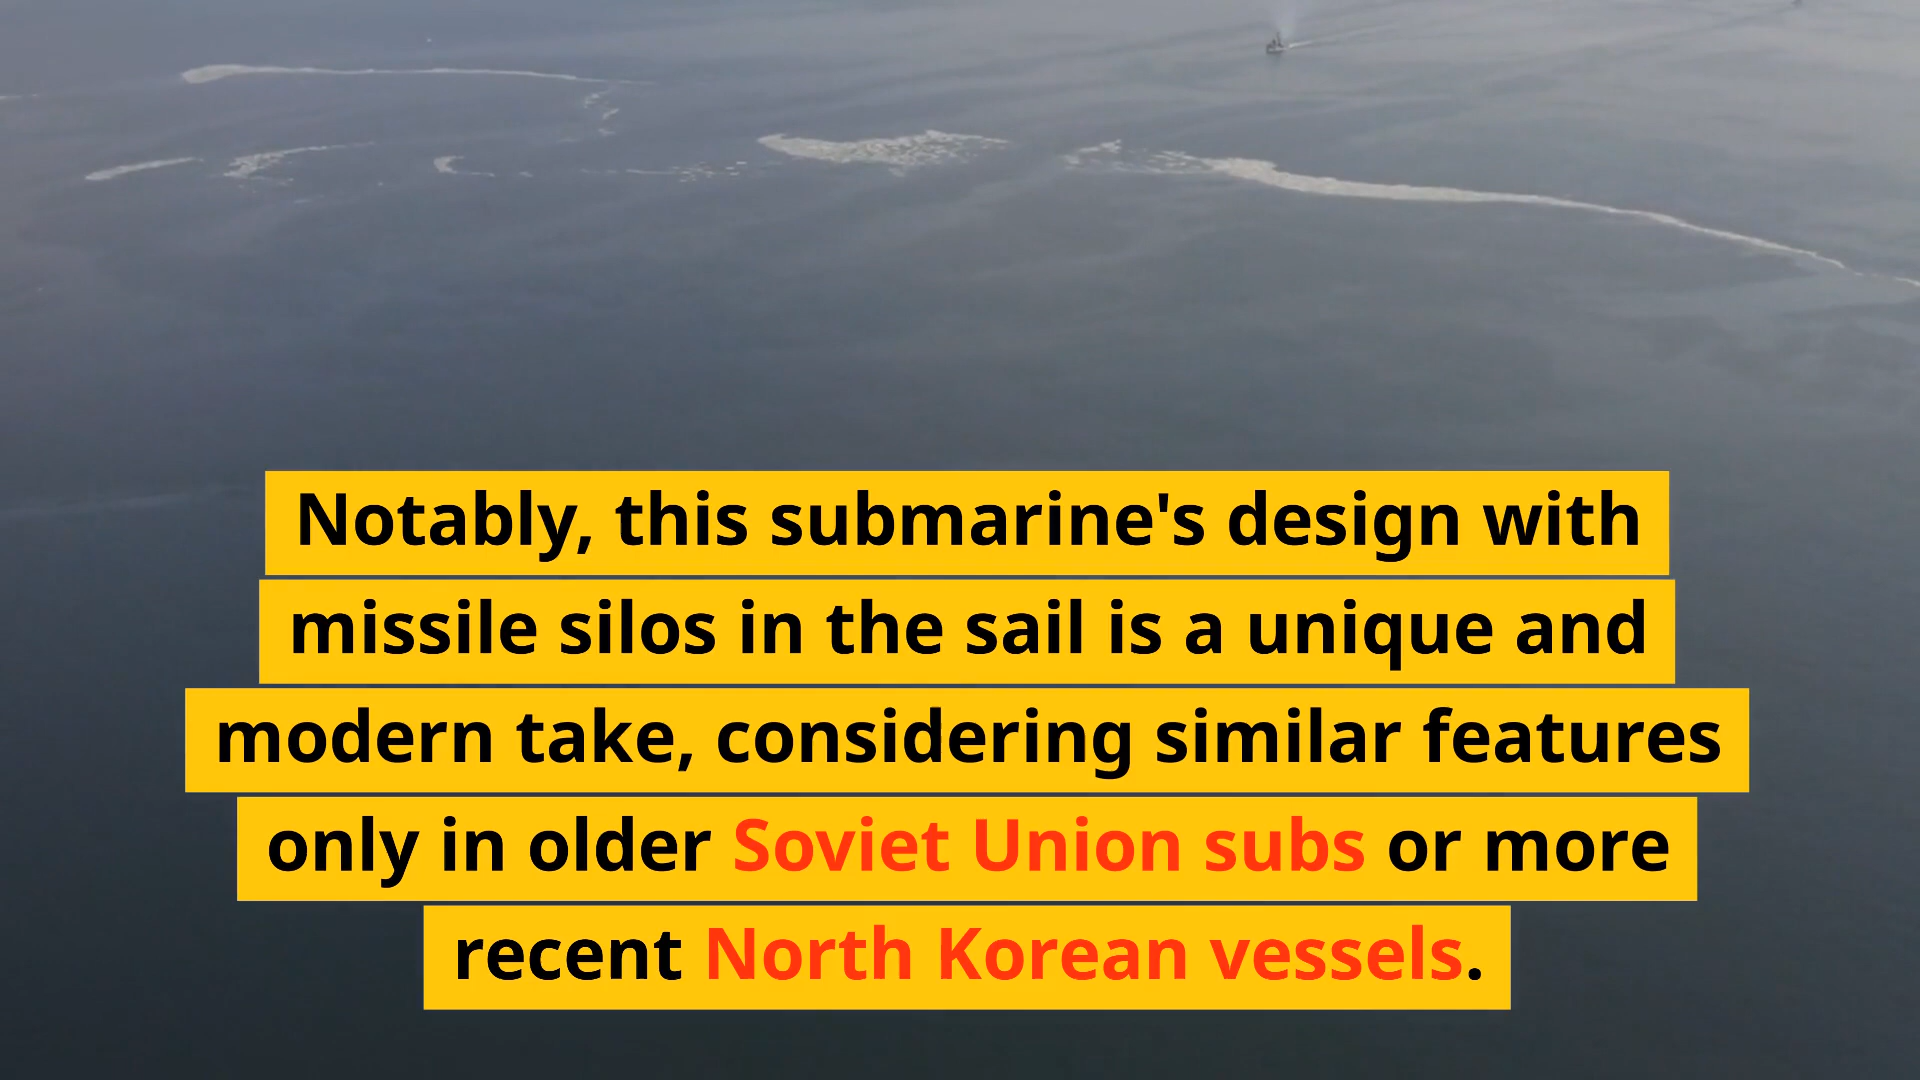 Notably, this submarine's design with
missile silos in the sail is a unique and
modern take, considering similar features
only in older Soviet Union subs or more
recent North Korean vessels.